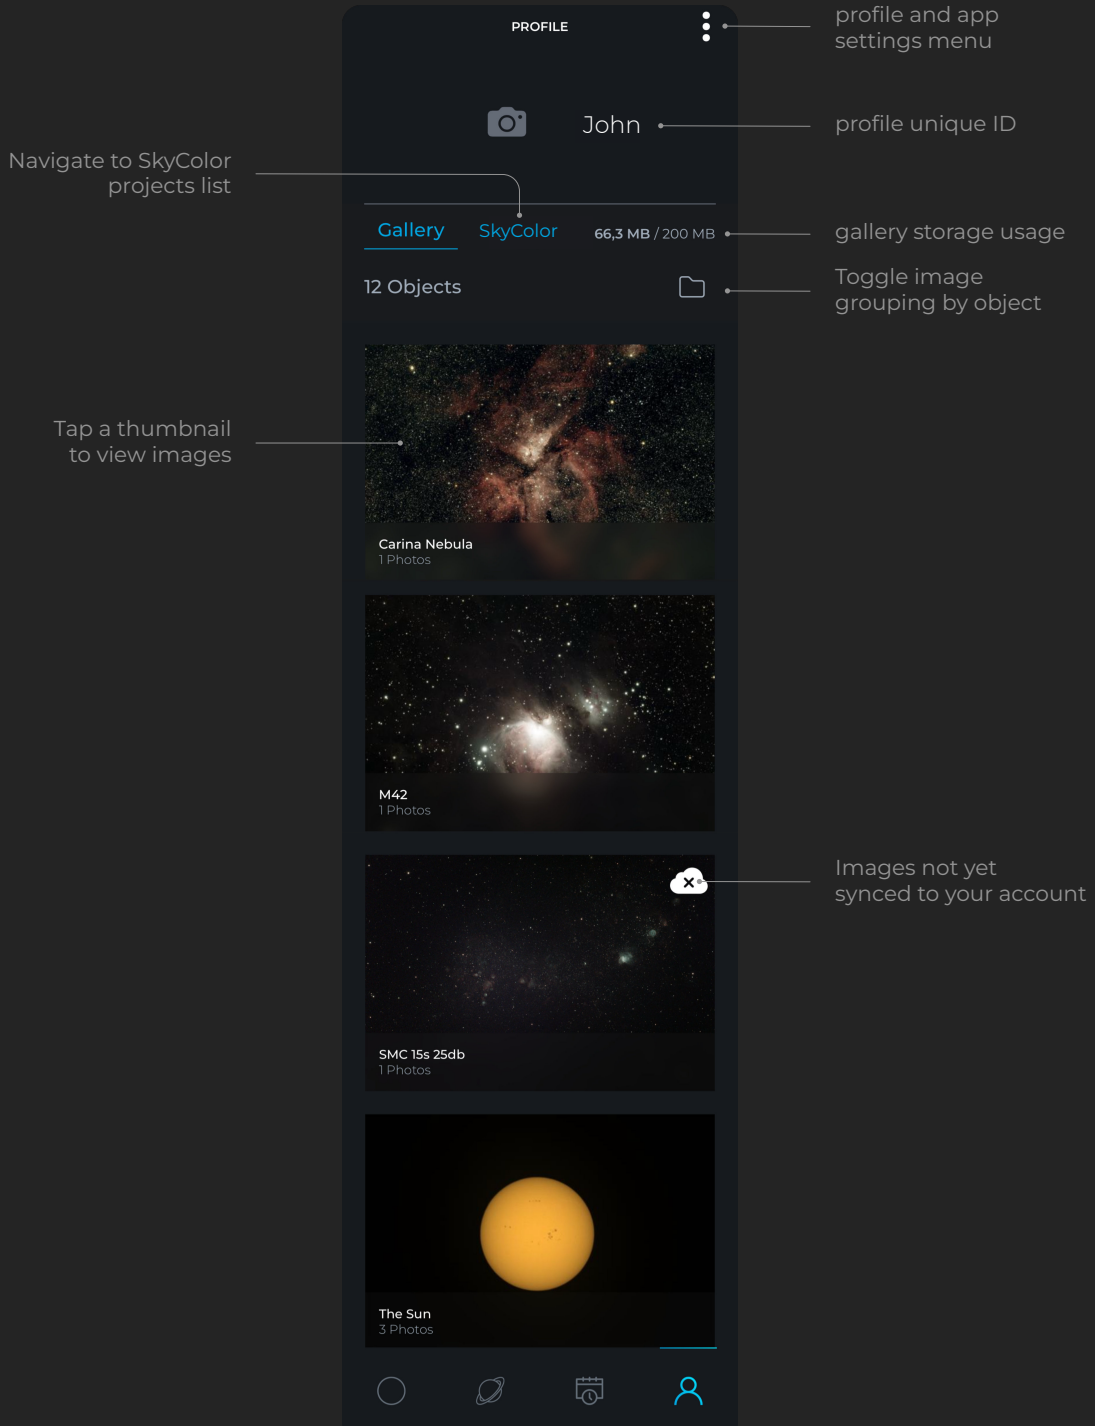 PROFILE
profile and app
settings menu
John
profile unique ID
Navigate to SkyColor
projects list
Gallery
SkyColor
66,3 MB / 200 MB
gallery storage usage
12 Objects
Toggle image
grouping by object
Tap a thumbnail
to view images
Carina Nebula
1 Photos
M42
1 Photos
Images not yet
synced to your account
SMC 15s 25db
1 Photos
The Sun
3 Photos